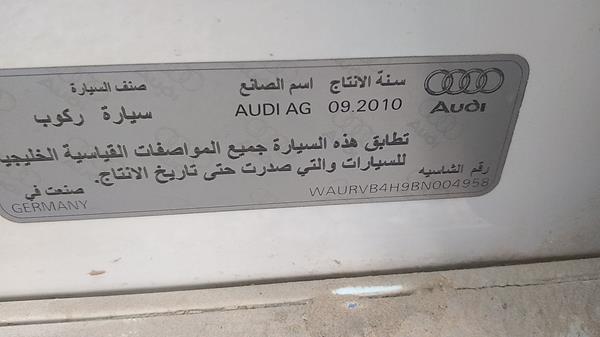 سنة الانتاج اسم الصانع صنف السيارة
Audi 09.2010 AUDI AG سيارة ركوب
تطابق هذه السيارة جميع المواصفات القياسية الخليجية
للسيارات والتي صدرت حتى تاريخ الانتاج.
رقم الشاسيه
WAURVB4H9BN004958
صنعت في
GERMANY